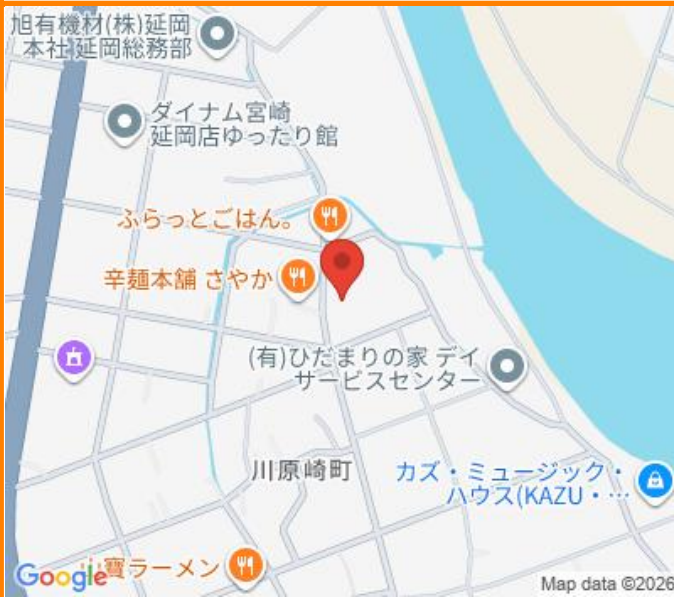 旭有機材(株)延岡
本社 延岡総務部
ダイナム宮崎
延岡店ゆったり館
ふらっとごはん。
辛麺本舗 さやか
(有)ひだまりの家 デイ
サービスセンター
川原崎町
カズ・ミュージック・
ハウス(KAZU・…
寶ラーメン
Google
Map data ©2026